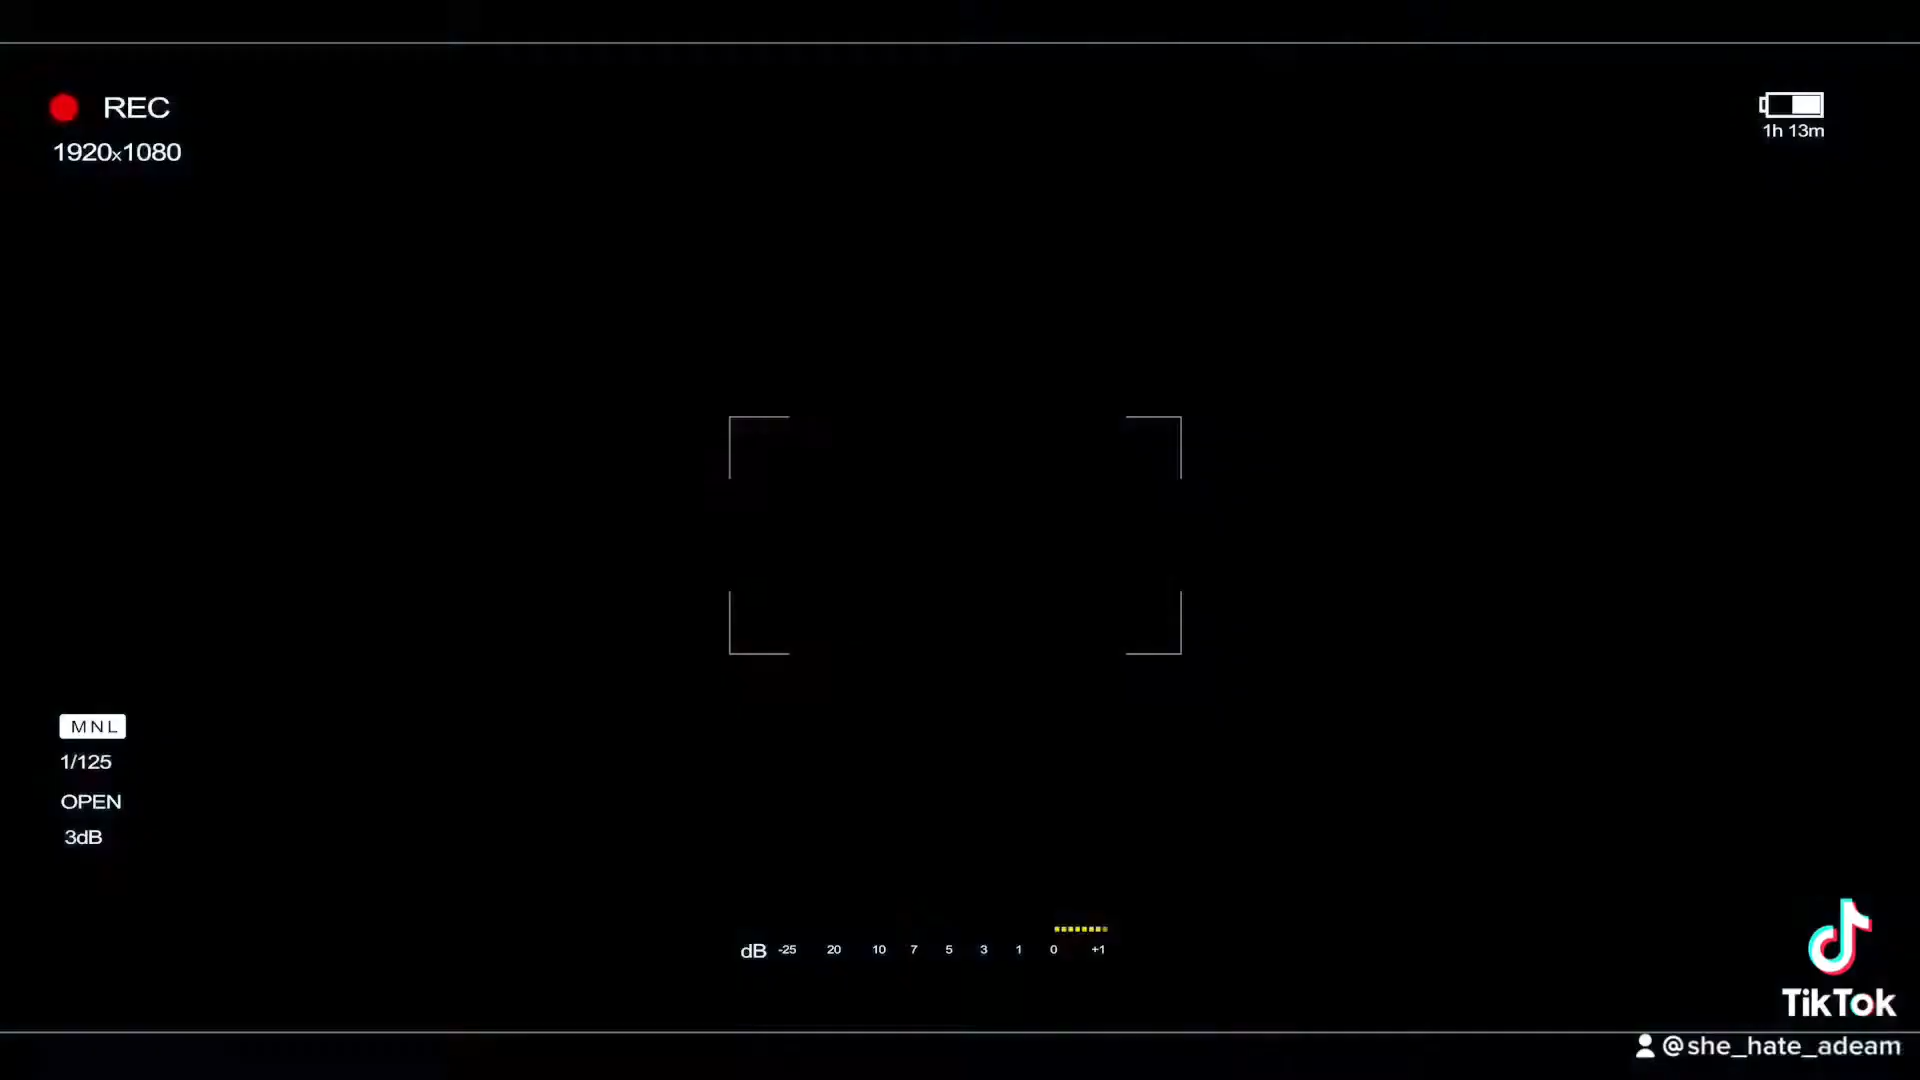 REC
1920x1080
1h 13m
MNL
1/125
OPEN
3dB
dB -25 20 10 7 5 3 1 0 +1
TikTok
@she_hate_adeam